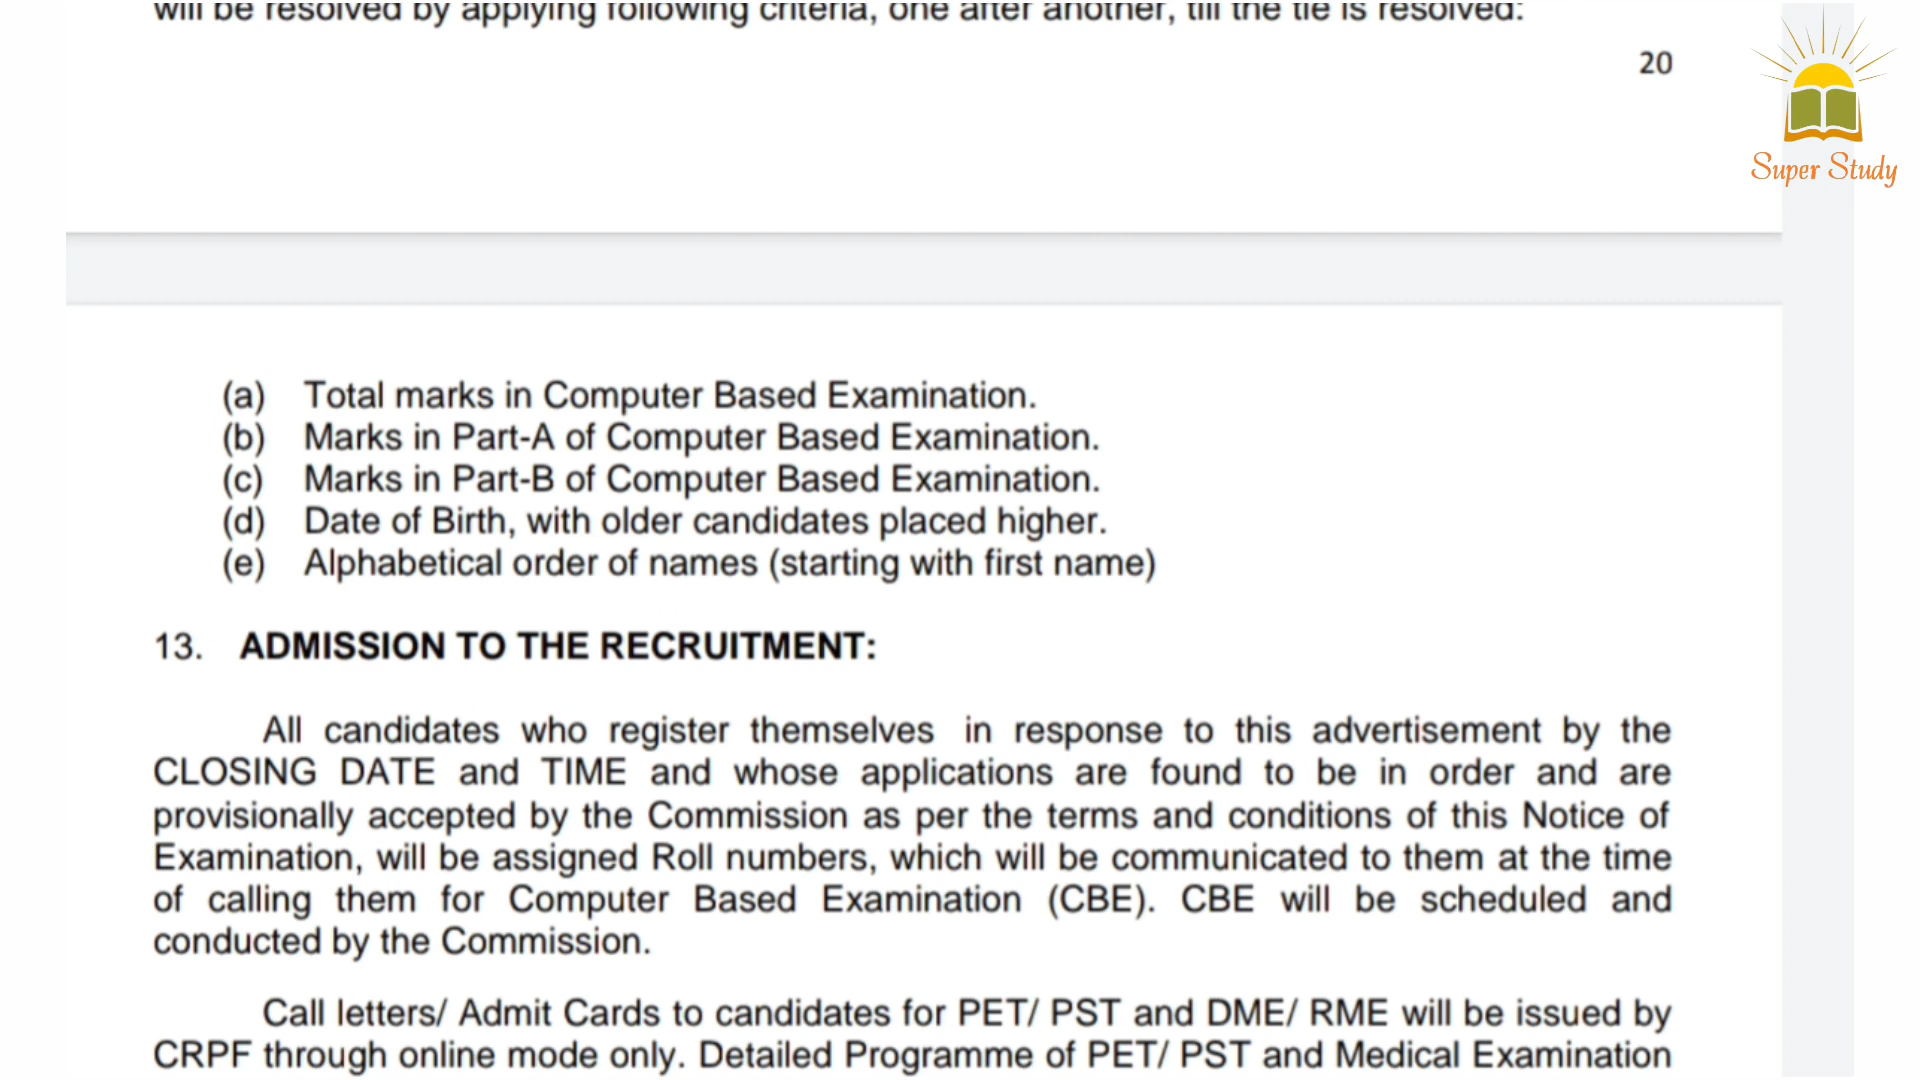 will be resolved by applying following criteria, one after another, till the tie is resolved:
20
Super Study
(a) Total marks in Computer Based Examination.
(b) Marks in Part-A of Computer Based Examination.
(c) Marks in Part-B of Computer Based Examination.
(d) Date of Birth, with older candidates placed higher.
(e) Alphabetical order of names (starting with first name)
13. ADMISSION TO THE RECRUITMENT:
All candidates who register themselves in response to this advertisement by the
CLOSING DATE and TIME and whose applications are found to be in order and are
provisionally accepted by the Commission as per the terms and conditions of this Notice of
Examination, will be assigned Roll numbers, which will be communicated to them at the time
of calling them for Computer Based Examination (CBE). CBE will be scheduled and
conducted by the Commission.
Call letters/ Admit Cards to candidates for PET/ PST and DME/ RME will be issued by
CRPF through online mode only. Detailed Programme of PET/ PST and Medical Examination